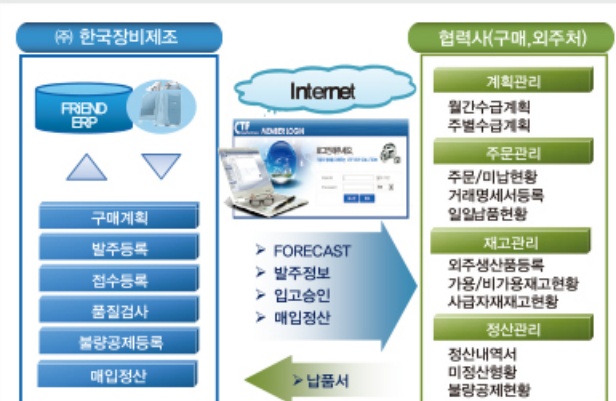 ㈜ 한국장비제조
FRIEND
ERP
구매계획
발주등록
접수등록
품질검사
불량공제등록
매입정산
Internet
CTF MEMBER LOGIN
➢ FORECAST
➢ 발주정보
➢ 입고승인
➢ 매입정산
➢ 납품서
협력사(구매,외주처)
계획관리
월간수급계획
주별수급계획
주문관리
주문/미납현황
거래명세서등록
일일납품현황
재고관리
외주생산품등록
가용/비가용재고현황
사급자재재고현황
정산관리
정산내역서
미정산형황
불량공제현황